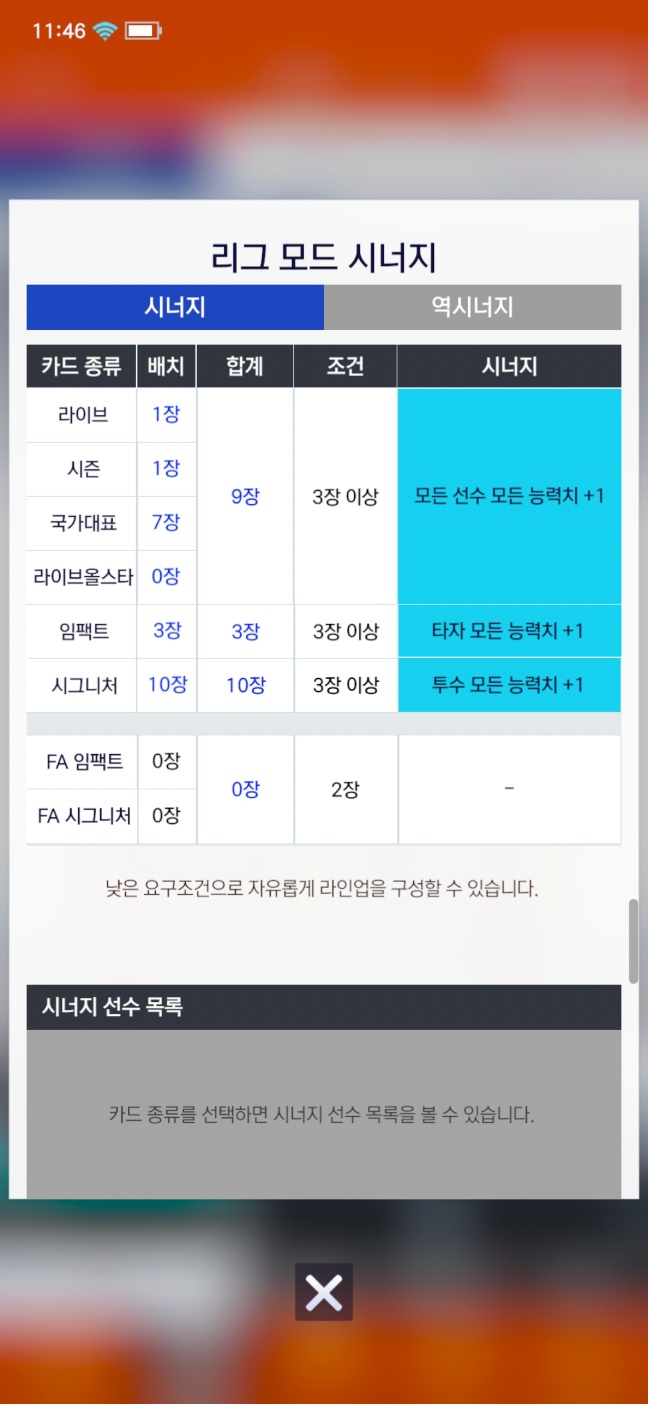 11:46
리그 모드 시너지
시너지 역시너지
카드 종류 배치 합계 조건 시너지
라이브 1장
시즌 1장
9장 3장 이상 모든 선수 모든 능력치 +1
국가대표 7장
라이브올스타 0장
임팩트 3장 3장 3장 이상 타자 모든 능력치 +1
시그니처 10장 10장 3장 이상 투수 모든 능력치 +1
FA 임팩트 0장
0장 2장 -
FA 시그니처 0장
낮은 요구조건으로 자유롭게 라인업을 구성할 수 있습니다.
시너지 선수 목록
카드 종류를 선택하면 시너지 선수 목록을 볼 수 있습니다.